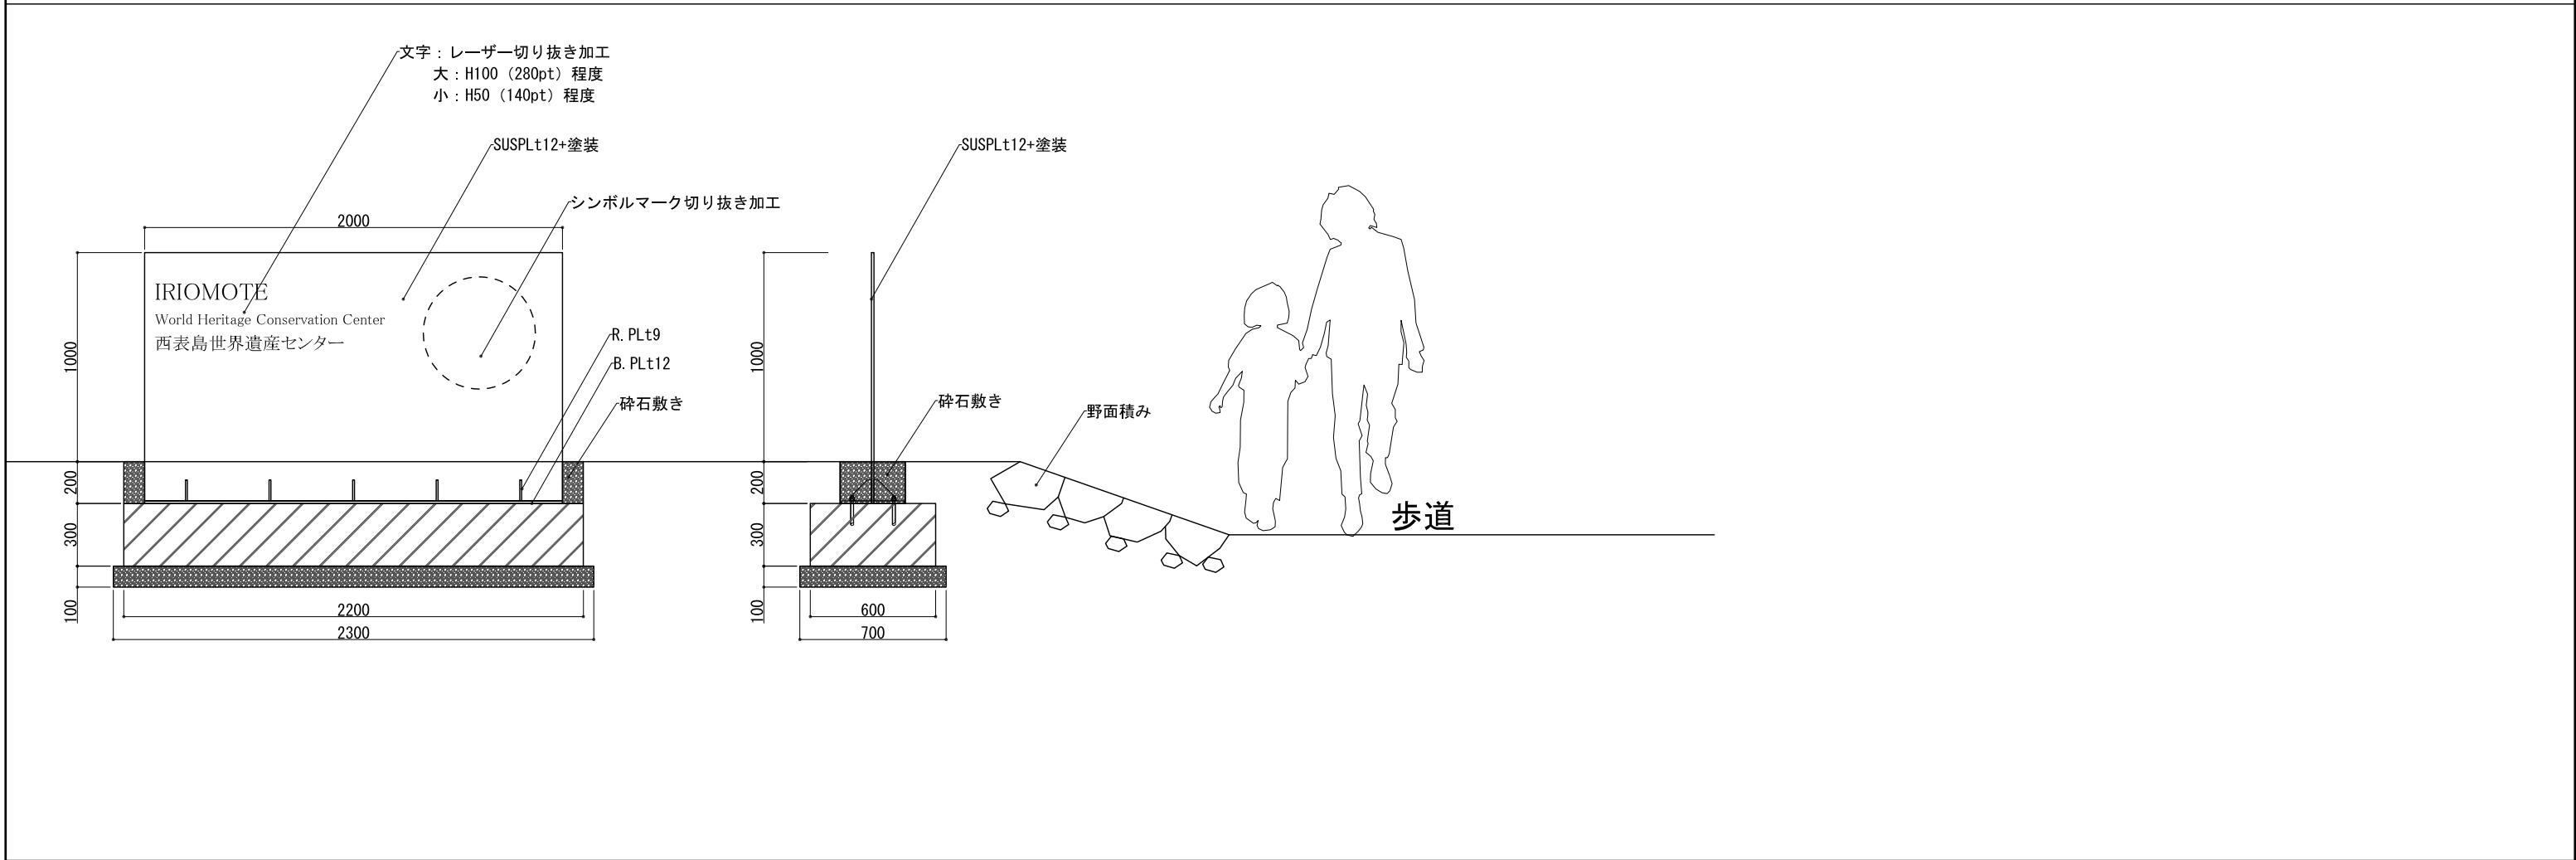 文字：レーザー切り抜き加工
大：H100（280pt）程度
小：H50（140pt）程度
SUSPLt12+塗装
シンボルマーク切り抜き加工
2000
IRIOMOTE
World Heritage Conservation Center
西表島世界遺産センター
1000
R.PLt9
B.PLt12
砕石敷き
200
300
100
2200
2300
SUSPLt12+塗装
1000
砕石敷き
野面積み
200
300
100
600
700
歩道